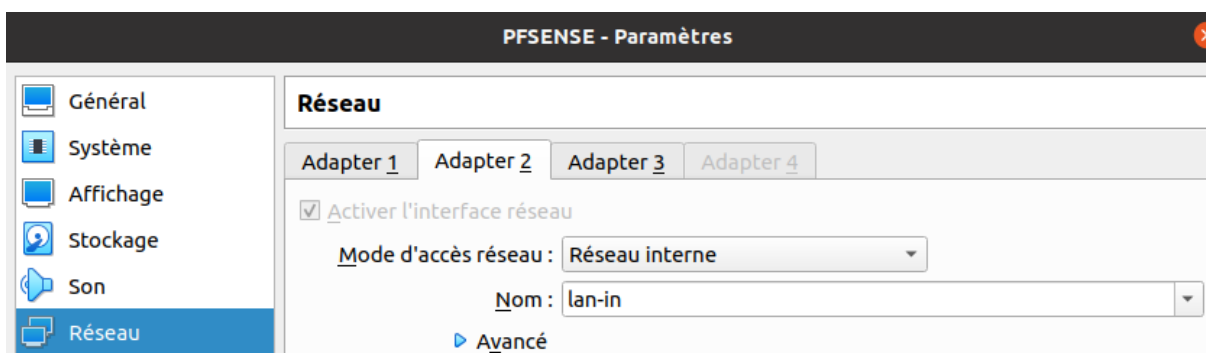 PFSENSE - Paramètres
Général
Système
Affichage
Stockage
Son
Réseau
Réseau
Adapter 1 Adapter 2 Adapter 3 Adapter 4
Activer l'interface réseau
Mode d'accès réseau : Réseau interne
Nom : lan-in
Avancé